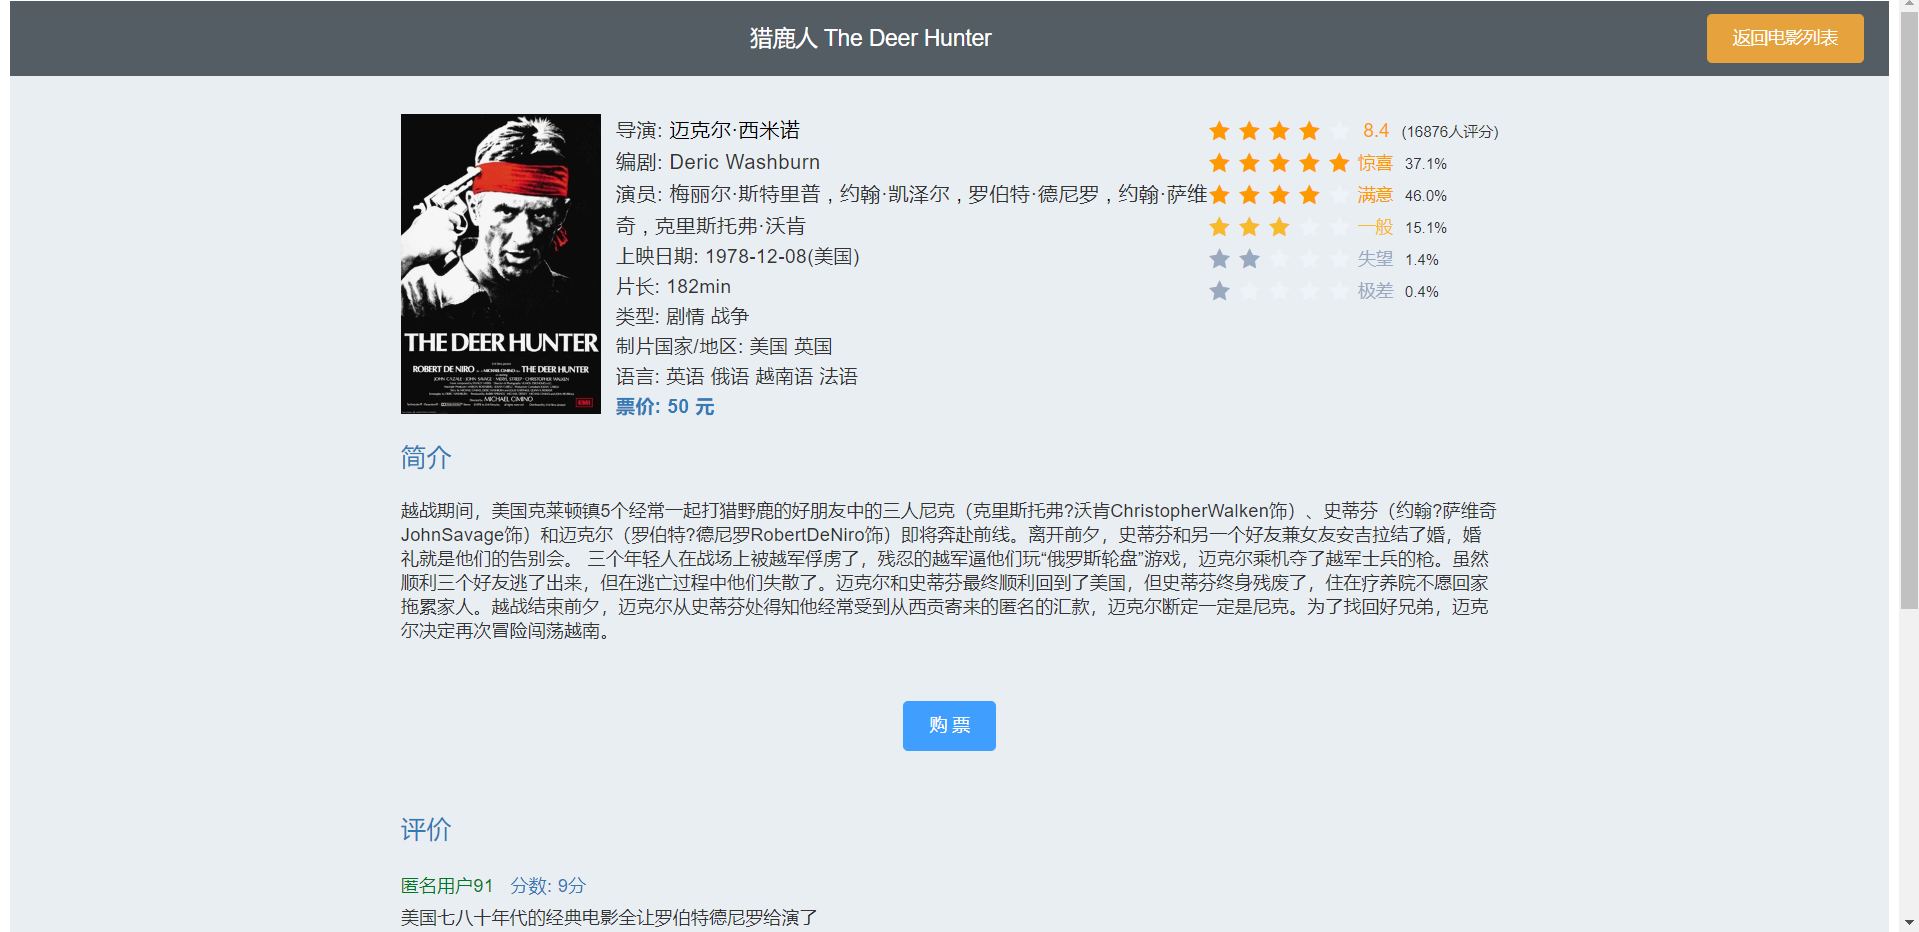 猎鹿人 The Deer Hunter
返回电影列表
导演: 迈克尔·西米诺
编剧: Deric Washburn
演员: 梅丽尔·斯特里普 , 约翰·凯泽尔 , 罗伯特·德尼罗 , 约翰·萨维
奇 , 克里斯托弗·沃肯
上映日期: 1978-12-08(美国)
片长: 182min
类型: 剧情 战争
制片国家/地区: 美国 英国
语言: 英语 俄语 越南语 法语
票价: 50 元
8.4 (16876人评分)
惊喜 37.1%
满意 46.0%
一般 15.1%
失望 1.4%
极差 0.4%
THE DEER HUNTER
ROBERT DE NIRO
THE DEER HUNTER
JOHN CAZALE · JOHN SAVAGE · MERYL STREEP · CHRISTOPHER WALKEN
MICHAEL CIMINO
EMI
简介
越战期间，美国克莱顿镇5个经常一起打猎野鹿的好朋友中的三人尼克（克里斯托弗?沃肯ChristopherWalken饰）、史蒂芬（约翰?萨维奇
JohnSavage饰）和迈克尔（罗伯特?德尼罗RobertDeNiro饰）即将奔赴前线。离开前夕，史蒂芬和另一个好友兼女友安吉拉结了婚，婚
礼就是他们的告别会。 三个年轻人在战场上被越军俘虏了，残忍的越军逼他们玩“俄罗斯轮盘”游戏，迈克尔乘机夺了越军士兵的枪。虽然
顺利三个好友逃了出来，但在逃亡过程中他们失散了。迈克尔和史蒂芬最终顺利回到了美国，但史蒂芬终身残废了，住在疗养院不愿回家
拖累家人。越战结束前夕，迈克尔从史蒂芬处得知他经常受到从西贡寄来的匿名的汇款，迈克尔断定一定是尼克。为了找回好兄弟，迈克
尔决定再次冒险闯荡越南。
购 票
评价
匿名用户91 分数: 9分
美国七八十年代的经典电影全让罗伯特德尼罗给演了